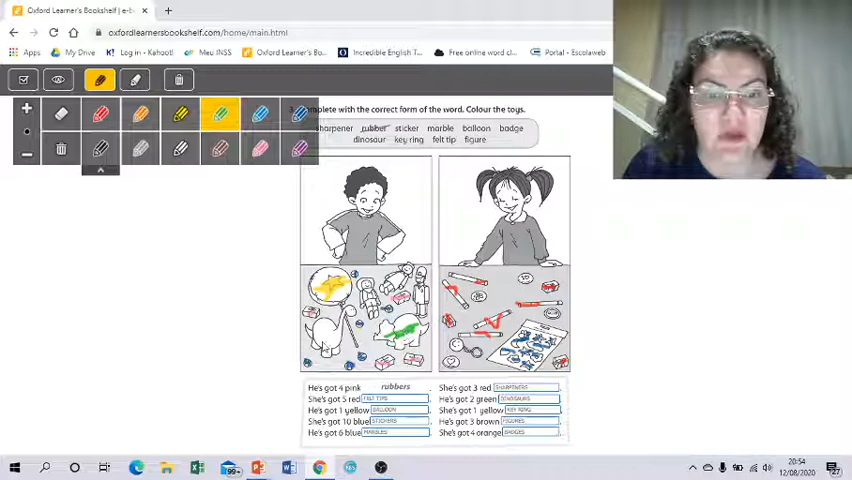 Oxford Learner's Bookshelf | e-b
oxfordlearnersbookshelf.com/home/main.html
Apps
Dway
Log in - Kahoot!
Meo INSS
Oxford Learner's Bo...
Incredible English T...
Free online word cl...
Portal - Escolaweb
complete with the correct form of the word. Colour the toys.
sharpener rubber sticker marble balloon badge
dinosaur key ring felt tip figure
He's got 4 pink rubbers.
She's got 5 red FELT TIPS.
He's got 1 yellow BALLOON.
She's got 10 blue STICKERS.
He's got 6 blue MARBLES.
She's got 3 red SHARPENERS.
He's got 2 green DINOSAURS.
She's got 1 yellow KEY RING.
He's got 3 brown FIGURES.
She's got 4 orange BADGES.
99+
20:54
12/08/2020
27